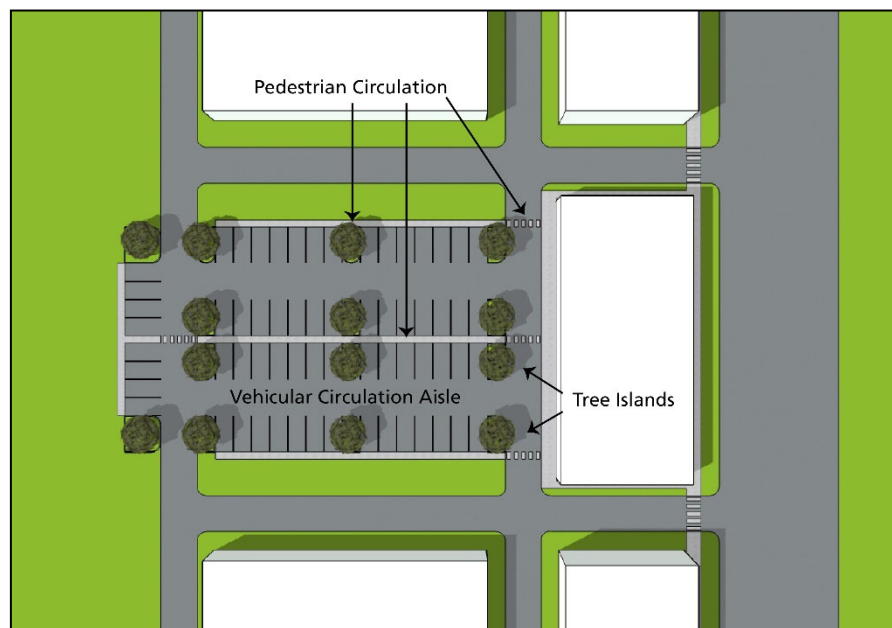 Pedestrian Circulation
Vehicular Circulation Aisle
Tree Islands